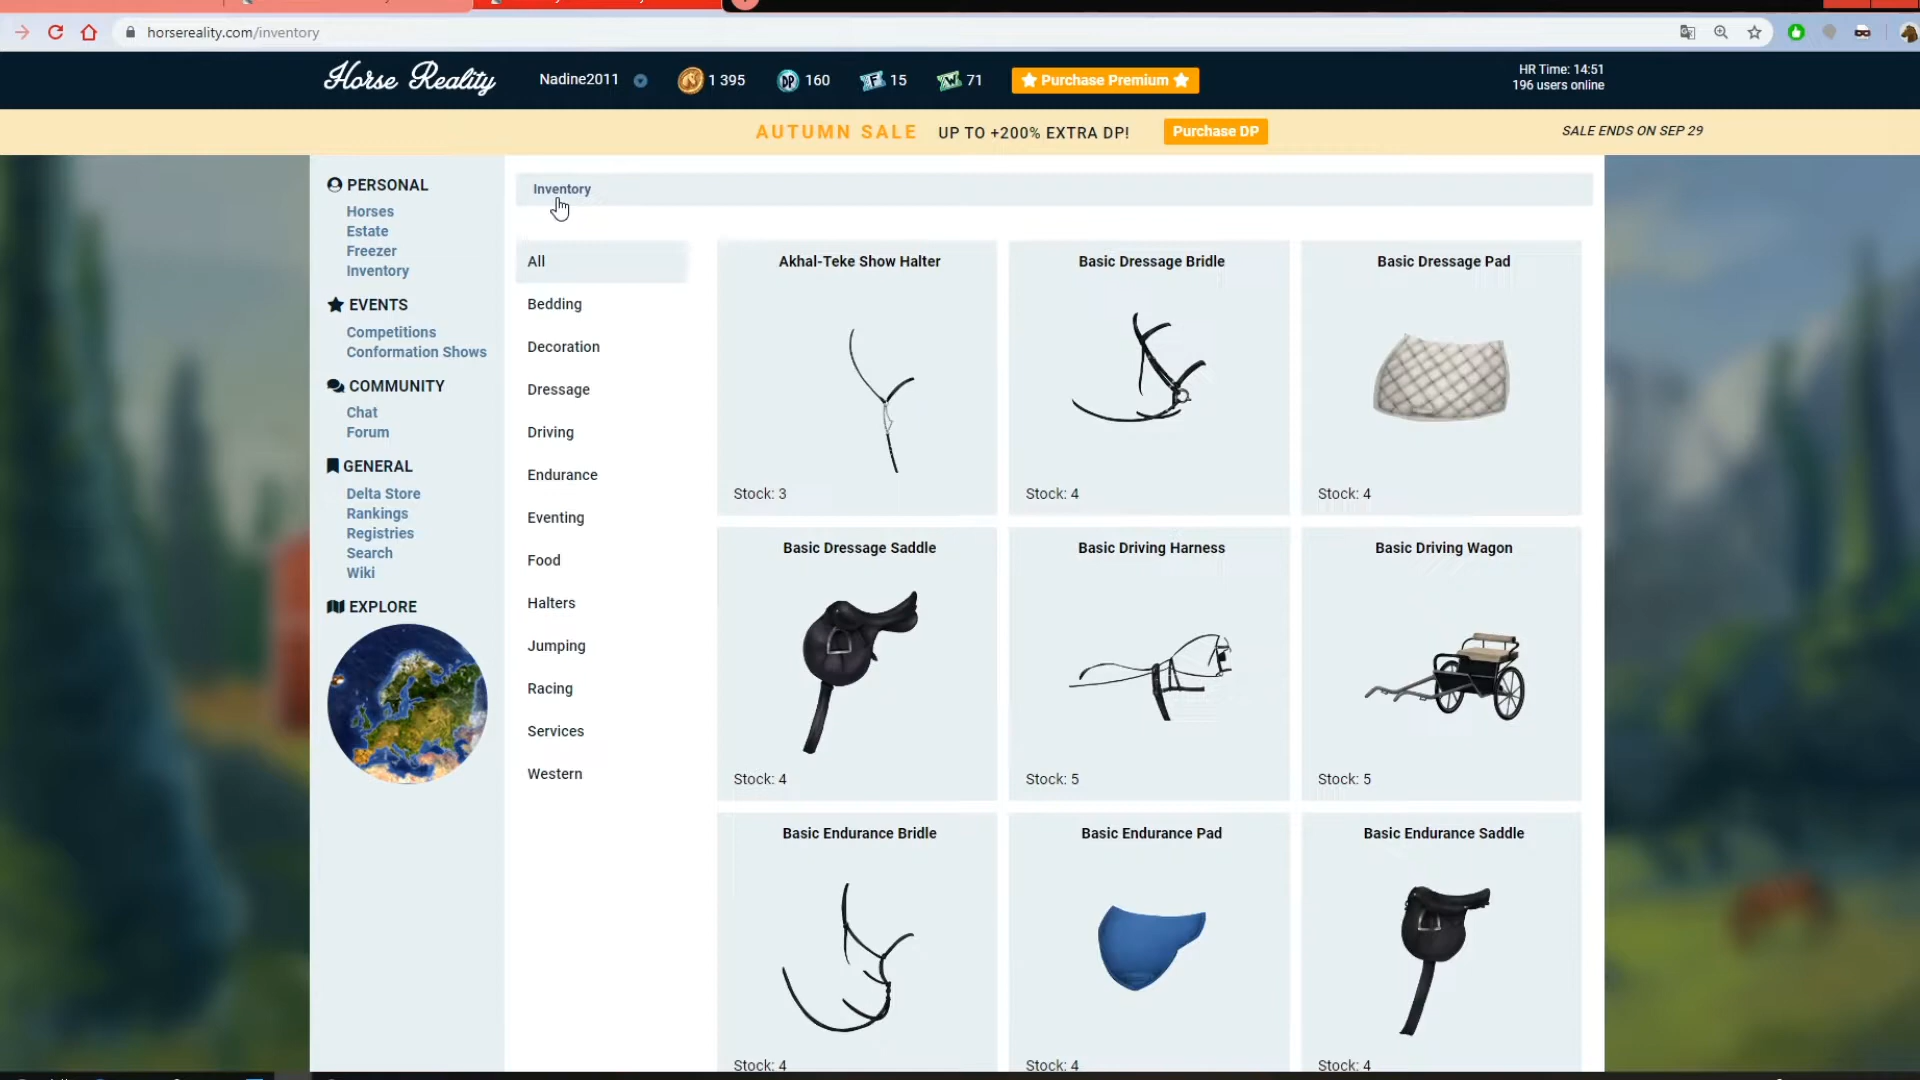 horsereality.com/inventory
Horse Reality Nadine2011 1 395 DP 160 F 15 W 71 Purchase Premium HR Time: 14:51
196 users online
AUTUMN SALE UP TO +200% EXTRA DP! Purchase DP SALE ENDS ON SEP 29
PERSONAL
Horses
Estate
Freezer
Inventory
EVENTS
Competitions
Conformation Shows
COMMUNITY
Chat
Forum
GENERAL
Delta Store
Rankings
Registries
Search
Wiki
EXPLORE
Inventory
All
Bedding
Decoration
Dressage
Driving
Endurance
Eventing
Food
Halters
Jumping
Racing
Services
Western
Akhal-Teke Show Halter
Stock: 3
Basic Dressage Bridle
Stock: 4
Basic Dressage Pad
Stock: 4
Basic Dressage Saddle
Stock: 4
Basic Driving Harness
Stock: 5
Basic Driving Wagon
Stock: 5
Basic Endurance Bridle
Stock: 4
Basic Endurance Pad
Stock: 4
Basic Endurance Saddle
Stock: 4